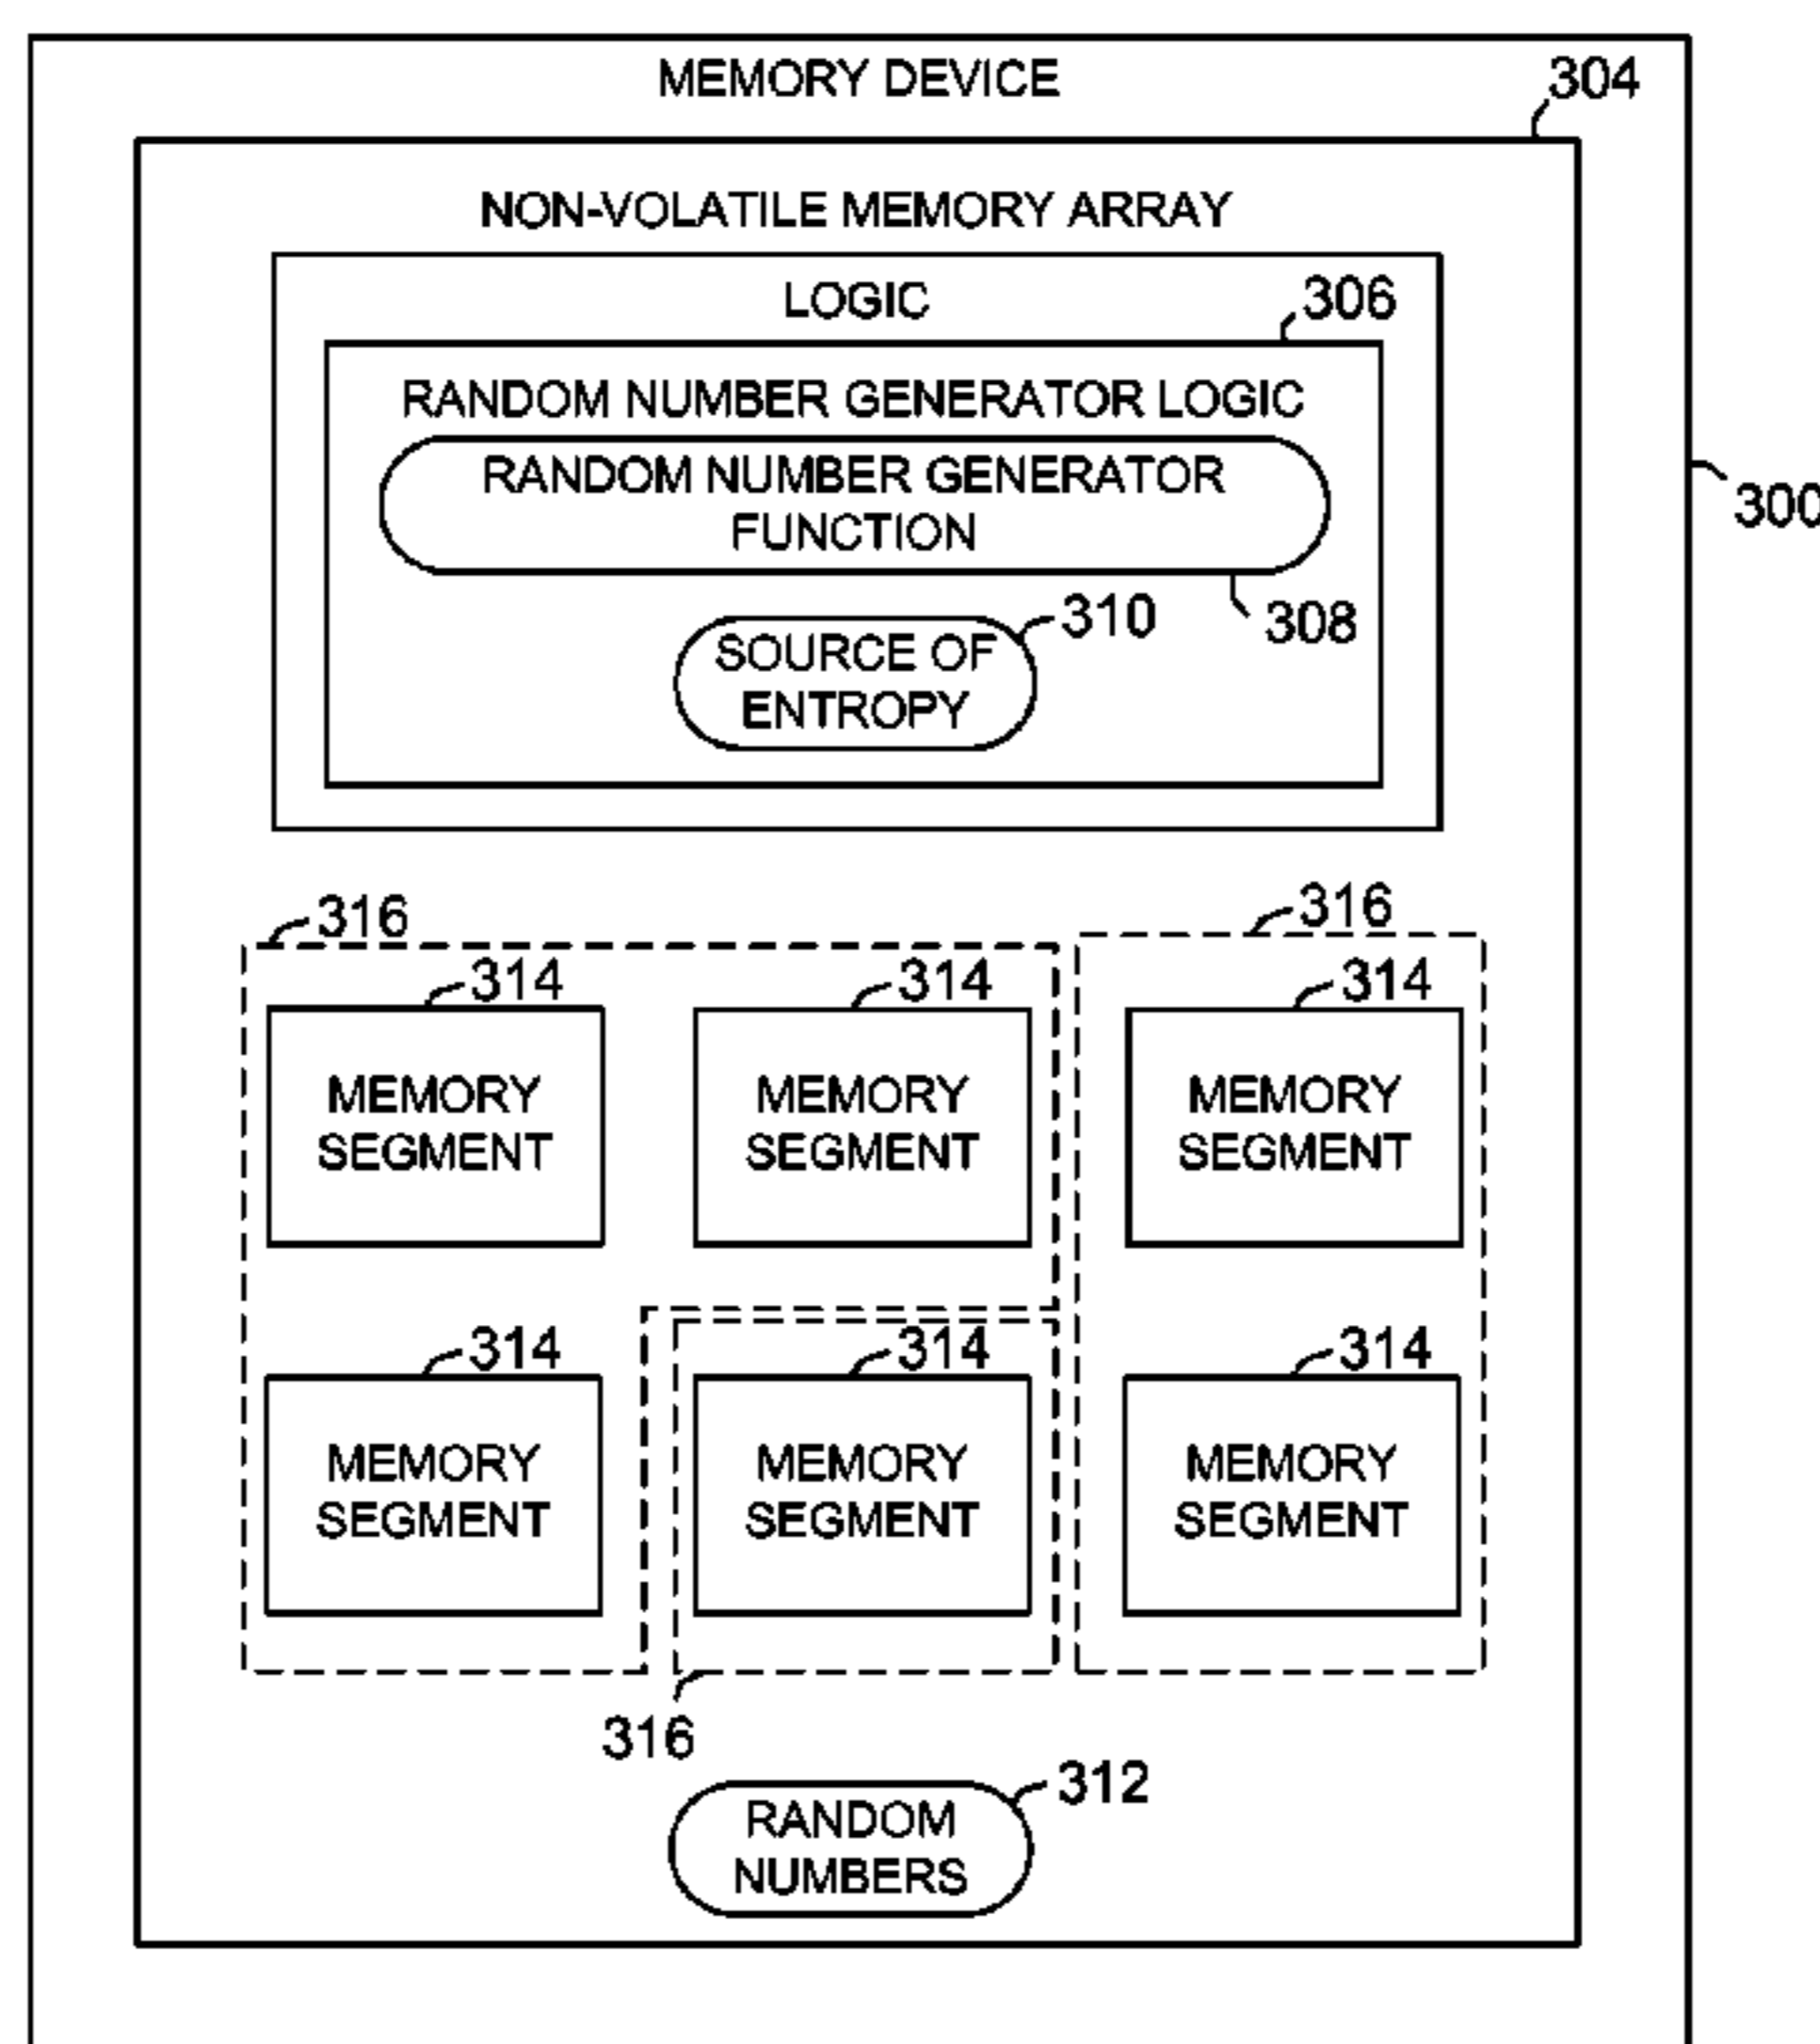 MEMORY DEVICE
304
NON-VOLATILE MEMORY ARRAY
LOGIC
306
RANDOM NUMBER GENERATOR LOGIC
RANDOM NUMBER GENERATOR
FUNCTION
300
308
310
SOURCE OF
ENTROPY
316
316
314
314
314
MEMORY
SEGMENT
MEMORY
SEGMENT
MEMORY
SEGMENT
314
314
314
MEMORY
SEGMENT
MEMORY
SEGMENT
MEMORY
SEGMENT
316
312
RANDOM
NUMBERS